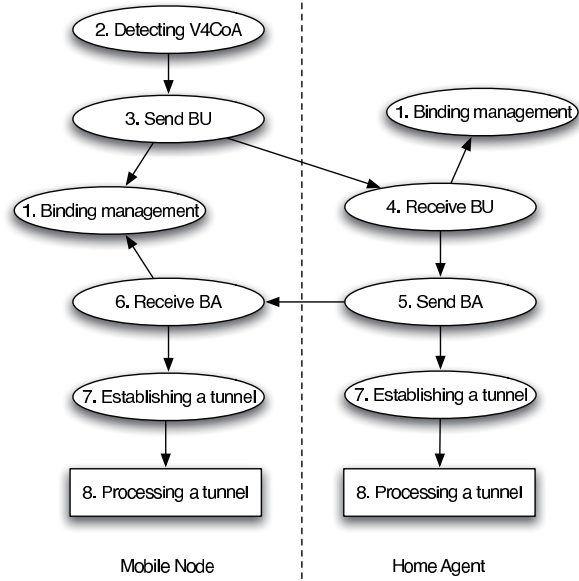 2. Detecting V4CoA
3. Send BU
1. Binding management
1. Binding management
4. Receive BU
6. Receive BA
5. Send BA
7. Establishing a tunnel
7. Establishing a tunnel
8. Processing a tunnel
8. Processing a tunnel
Mobile Node
Home Agent